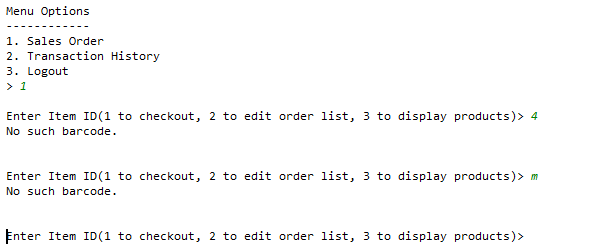 Menu Options
------------
1. Sales Order
2. Transaction History
3. Logout
> 1
Enter Item ID(1 to checkout, 2 to edit order list, 3 to display products)> 4
No such barcode.
Enter Item ID(1 to checkout, 2 to edit order list, 3 to display products)> m
No such barcode.
Enter Item ID(1 to checkout, 2 to edit order list, 3 to display products)>